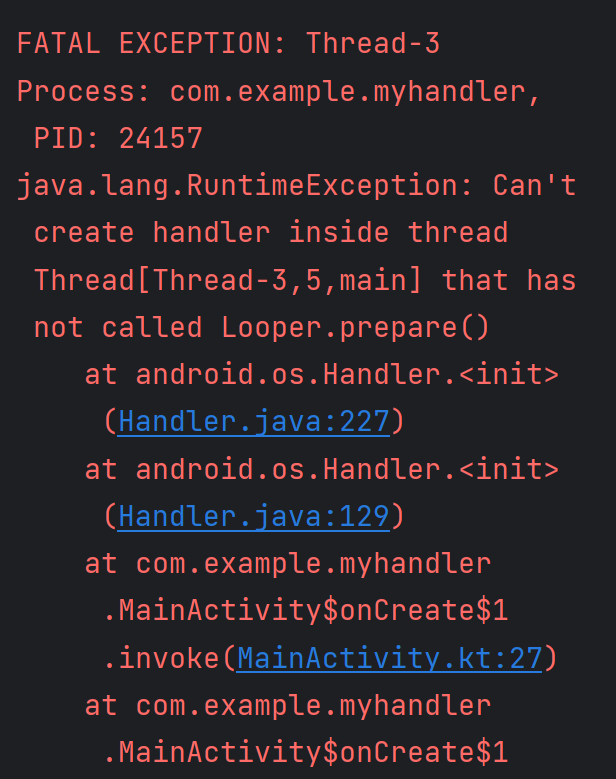 FATAL EXCEPTION: Thread-3
Process: com.example.myhandler,
PID: 24157
java.lang.RuntimeException: Can't
create handler inside thread
Thread[Thread-3,5,main] that has
not called Looper.prepare()
at android.os.Handler.<init>
(Handler.java:227)
at android.os.Handler.<init>
(Handler.java:129)
at com.example.myhandler
.MainActivity$onCreate$1
.invoke(MainActivity.kt:27)
at com.example.myhandler
.MainActivity$onCreate$1